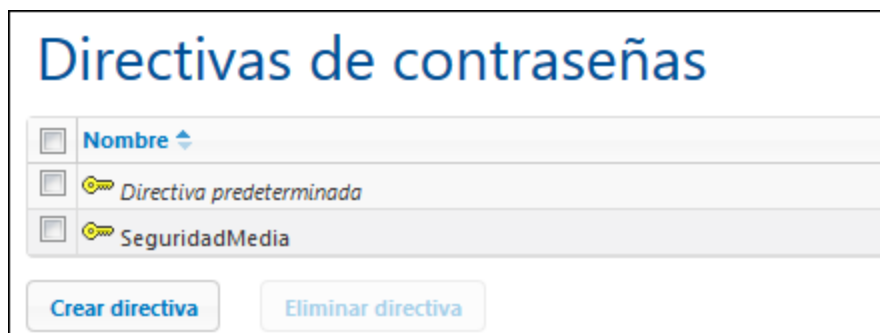 Directivas de contraseñas
Nombre
Directiva predeterminada
SeguridadMedia
Crear directiva Eliminar directiva